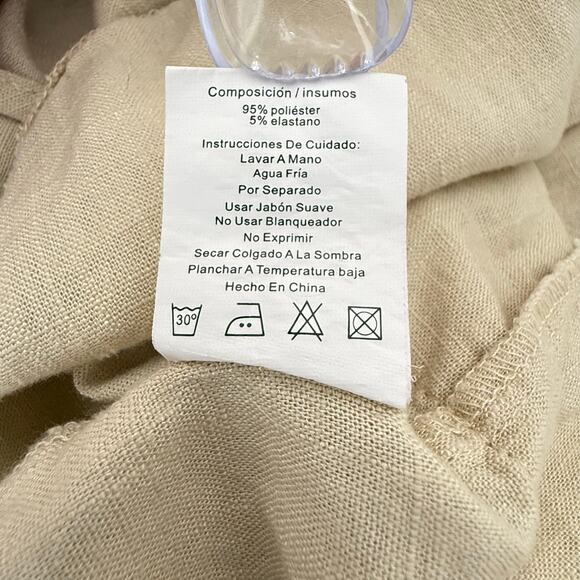 Composición / insumos
95% poliéster
5% elastano
Instrucciones De Cuidado:
Lavar A Mano
Agua Fría
Por Separado
Usar Jabón Suave
No Usar Blanqueador
No Exprimir
Secar Colgado A La Sombra
Planchar A Temperatura baja
Hecho En China
30°